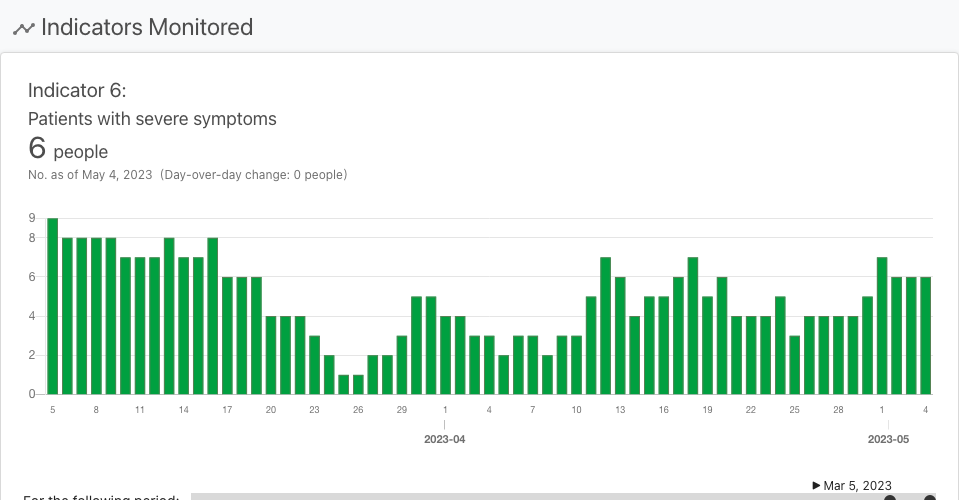 Indicators Monitored
Indicator 6:
Patients with severe symptoms
6 people
No. as of May 4, 2023 (Day-over-day change: 0 people)
9
8
6
4
2
0
5 8 11 14 17 20 23 26 29 1 4 7 10 13 16 19 22 25 28 1 4
2023-04 2023-05
Mar 5, 2023
For the following period: